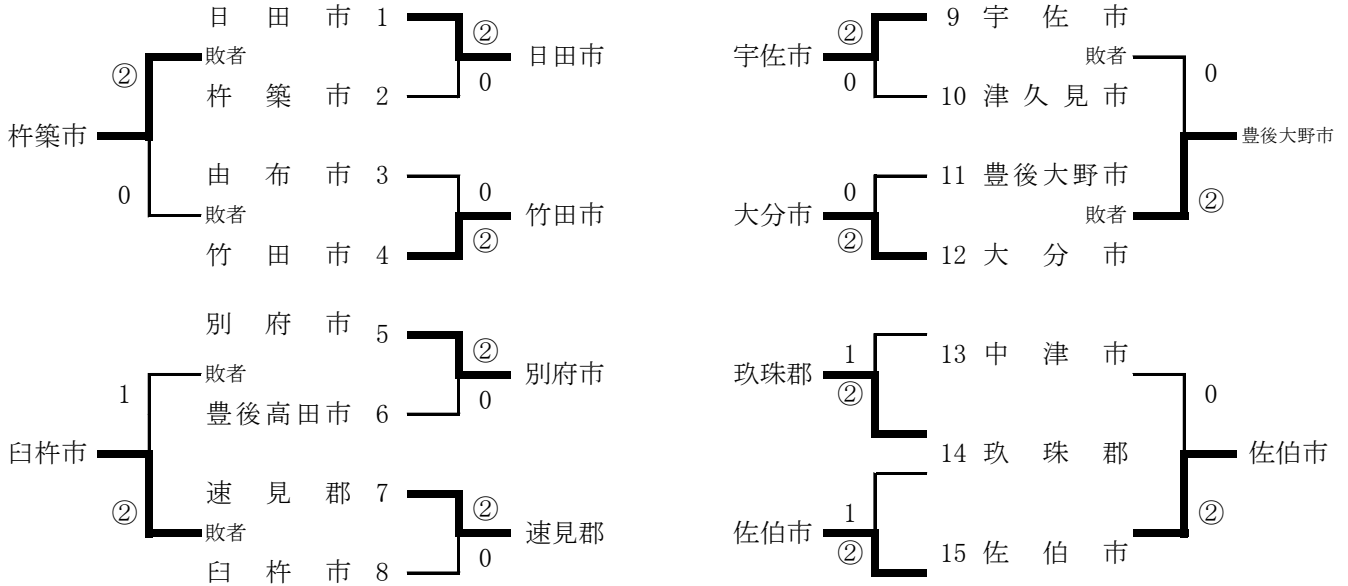 日田市 1
②
敗者
日田市
②
0
杵築市 2
杵築市
0
由布市 3
0
敗者
竹田市
②
竹田市 4
別府市 5
②
敗者
別府市
1
0
豊後高田市 6
臼杵市
速見郡 7
②
②
敗者
速見郡
0
臼杵市 8
9 宇佐市
②
敗者
宇佐市
0
0
10 津久見市
豊後大野市
11 豊後大野市
0
敗者
大分市
②
②
12 大分市
1
13 中津市
玖珠郡
②
0
14 玖珠郡
佐伯市
1
②
佐伯市
②
15 佐伯市